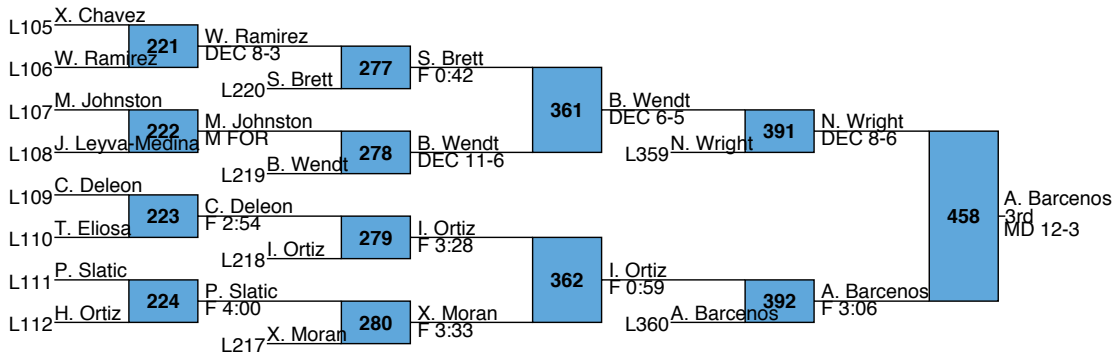 L105 X. Chavez
221
L106 W. Ramirez
W. Ramirez
DEC 8-3
277
L220 S. Brett
S. Brett
F 0:42
L107 M. Johnston
222
L108 J. Leyva-Medina
M. Johnston
M FOR
278
L219 B. Wendt
B. Wendt
DEC 11-6
361
B. Wendt
DEC 6-5
391
L359 N. Wright
N. Wright
DEC 8-6
L109 C. Deleon
223
L110 T. Eliosa
C. Deleon
F 2:54
279
L218 I. Ortiz
I. Ortiz
F 3:28
L111 P. Slatic
224
L112 H. Ortiz
P. Slatic
F 4:00
280
L217 X. Moran
X. Moran
F 3:33
362
I. Ortiz
F 0:59
392
L360 A. Barcenos
A. Barcenos
F 3:06
458
A. Barcenos
3rd
MD 12-3